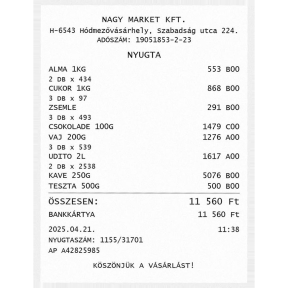 NAGY MARKET KFT.
H-6543 Hódmezővásárhely, Szabadság utca 224.
ADÓSZÁM: 19051853-2-23
NYUGTA
ALMA 1KG 553 B00
2 DB x 434
CUKOR 1KG 868 B00
3 DB x 97
ZSEMLE 291 B00
3 DB x 493
CSOKOLADE 100G 1479 C00
VAJ 200G 1276 A00
3 DB x 539
UDITO 2L 1617 A00
2 DB x 2538
KAVE 250G 5076 B00
TESZTA 500G 500 B00
ÖSSZESEN: 11 560 Ft
BANKKÁRTYA 11 560 Ft
2025.04.21. 11:38
NYUGTASZÁM: 1155/31701
AP A42825985
KÖSZÖNJÜK A VÁSÁRLÁST!